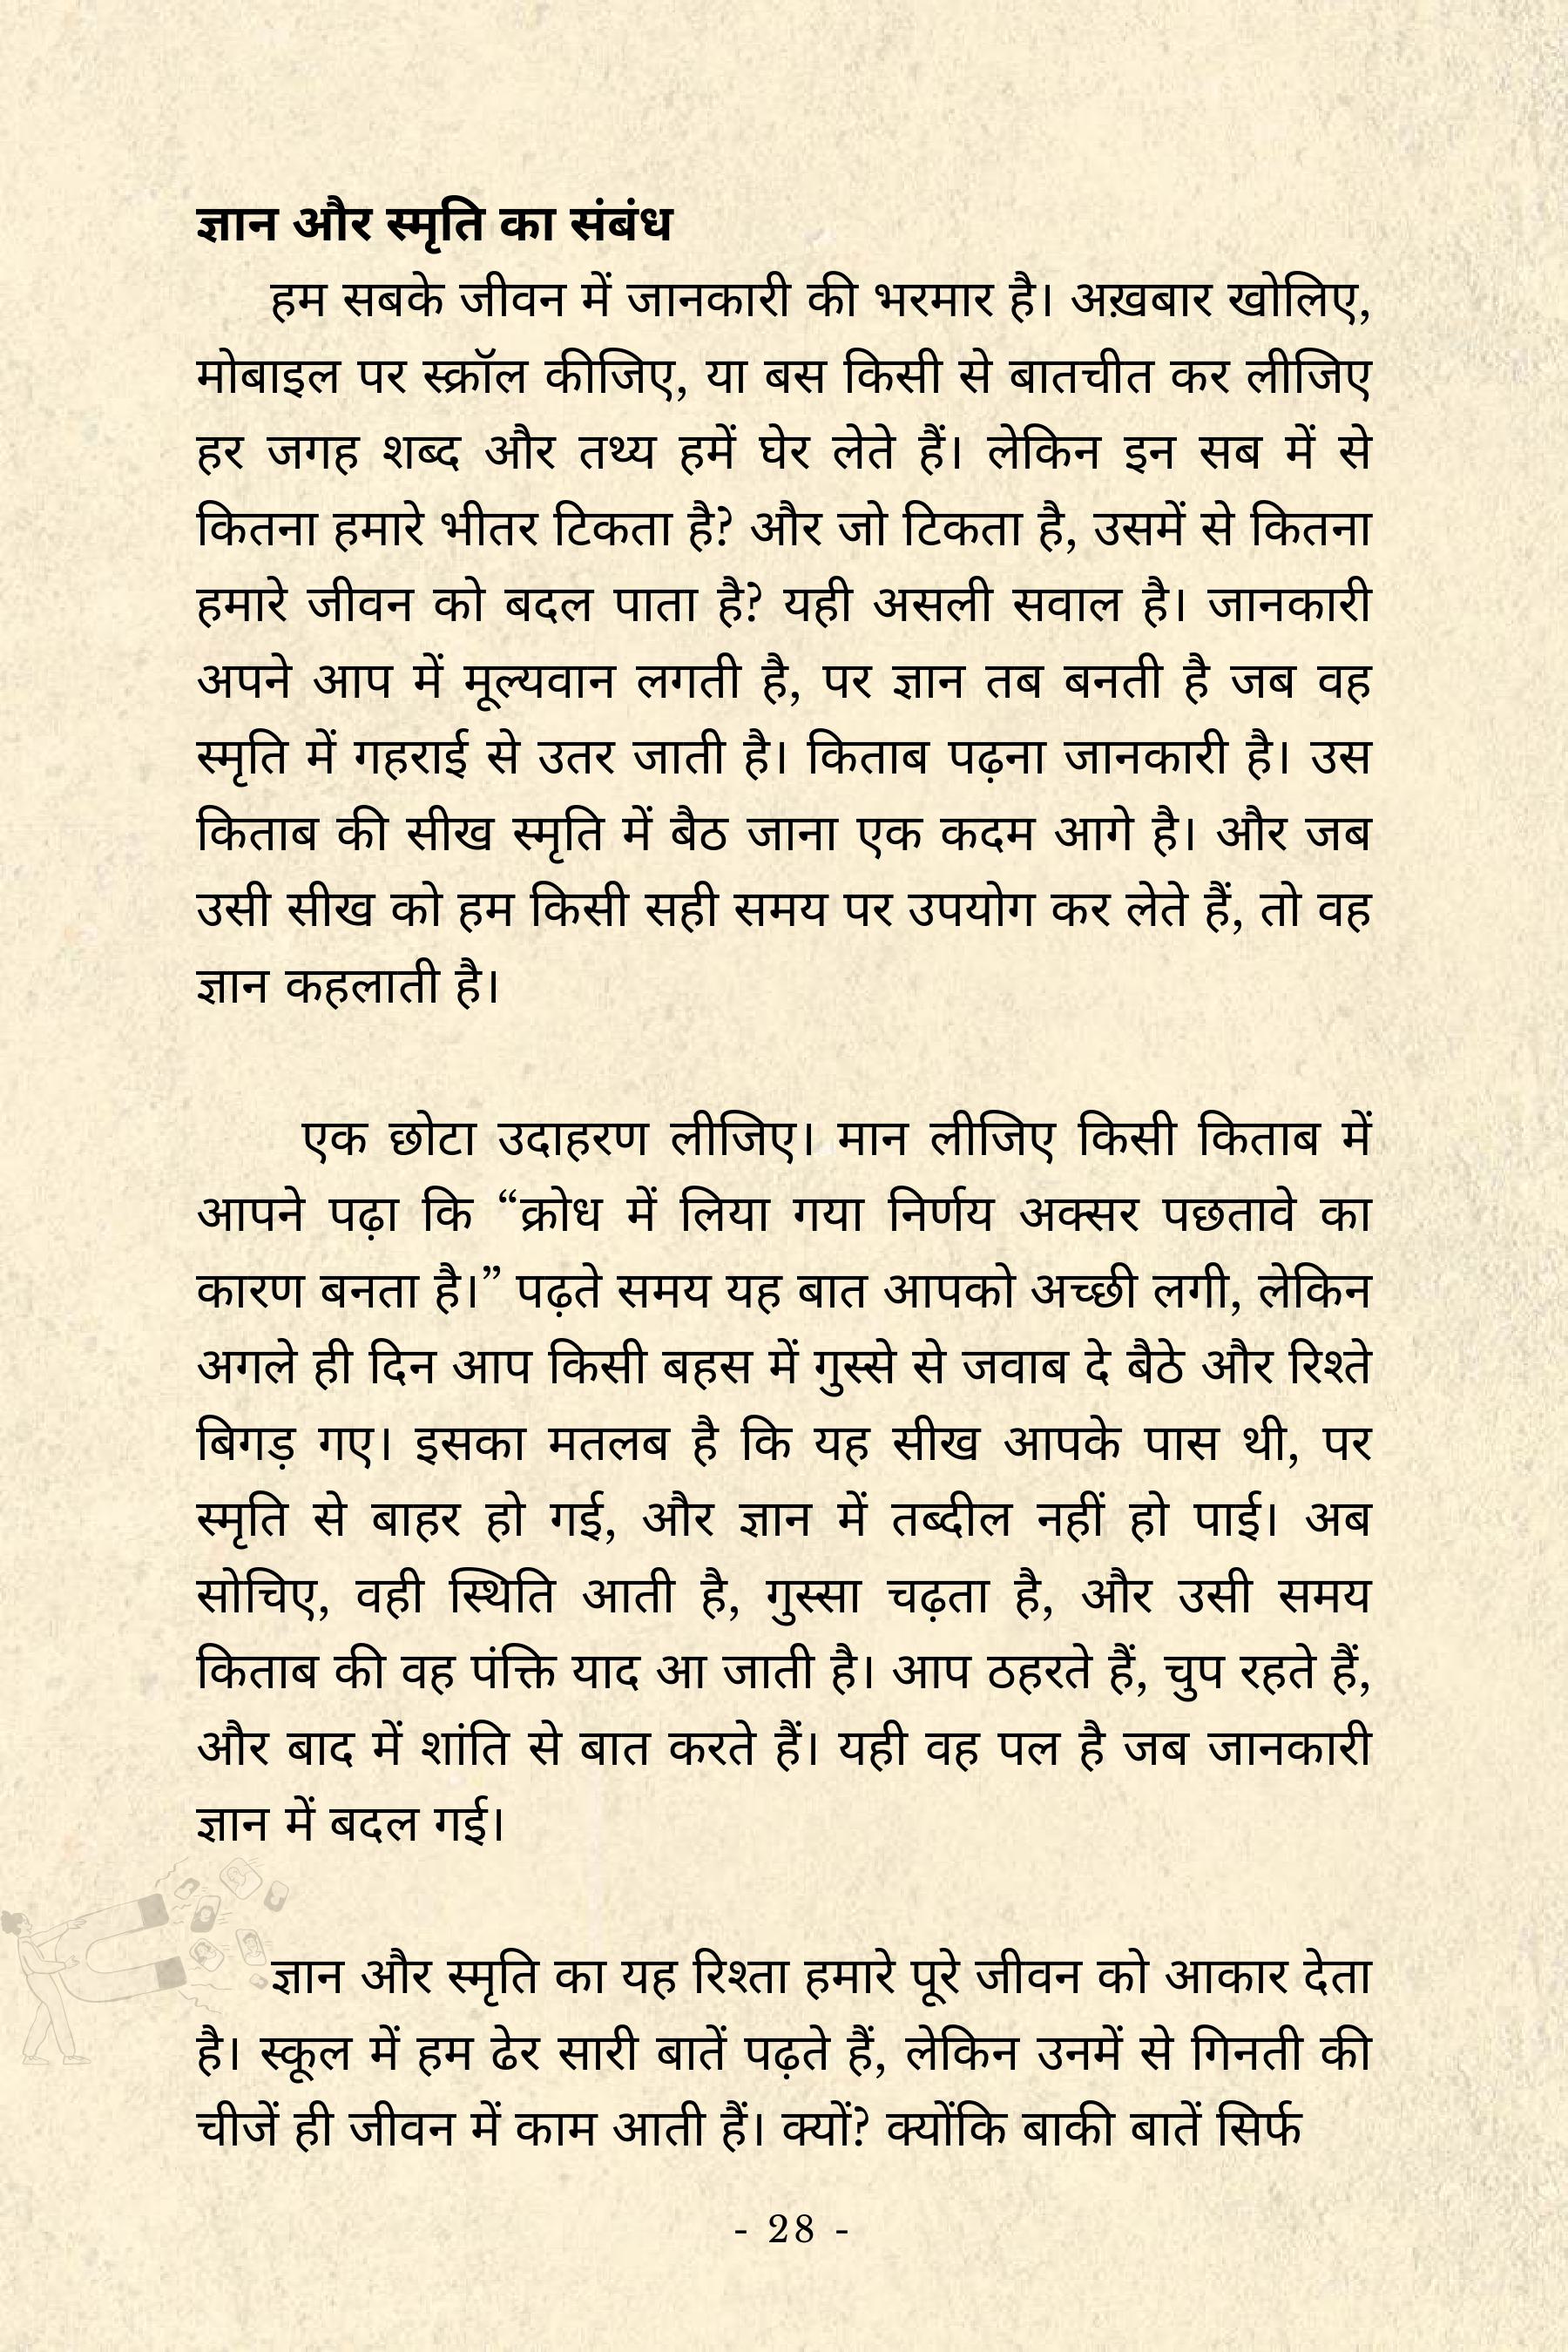 ज्ञान और स्मृति का संबंध
हम सबके जीवन में जानकारी की भरमार है। अख़बार खोलिए,
मोबाइल पर स्क्रॉल कीजिए, या बस किसी से बातचीत कर लीजिए
हर जगह शब्द और तथ्य हमें घेर लेते हैं। लेकिन इन सब में से
कितना हमारे भीतर टिकता है? और जो टिकता है, उसमें से कितना
हमारे जीवन को बदल पाता है? यही असली सवाल है। जानकारी
अपने आप में मूल्यवान लगती है, पर ज्ञान तब बनती है जब वह
स्मृति में गहराई से उतर जाती है। किताब पढ़ना जानकारी है। उस
किताब की सीख स्मृति में बैठ जाना एक कदम आगे है। और जब
उसी सीख को हम किसी सही समय पर उपयोग कर लेते हैं, तो वह
ज्ञान कहलाती है।
एक छोटा उदाहरण लीजिए। मान लीजिए किसी किताब में
आपने पढ़ा कि “क्रोध में लिया गया निर्णय अक्सर पछतावे का
कारण बनता है।” पढ़ते समय यह बात आपको अच्छी लगी, लेकिन
अगले ही दिन आप किसी बहस में गुस्से से जवाब दे बैठे और रिश्ते
बिगड़ गए। इसका मतलब है कि यह सीख आपके पास थी, पर
स्मृति से बाहर हो गई, और ज्ञान में तब्दील नहीं हो पाई। अब
सोचिए, वही स्थिति आती है, गुस्सा चढ़ता है, और उसी समय
किताब की वह पंक्ति याद आ जाती है। आप ठहरते हैं, चुप रहते हैं,
और बाद में शांति से बात करते हैं। यही वह पल है जब जानकारी
ज्ञान में बदल गई।
ज्ञान और स्मृति का यह रिश्ता हमारे पूरे जीवन को आकार देता
है। स्कूल में हम ढेर सारी बातें पढ़ते हैं, लेकिन उनमें से गिनती की
चीजें ही जीवन में काम आती हैं। क्यों? क्योंकि बाकी बातें सिर्फ
- 28 -